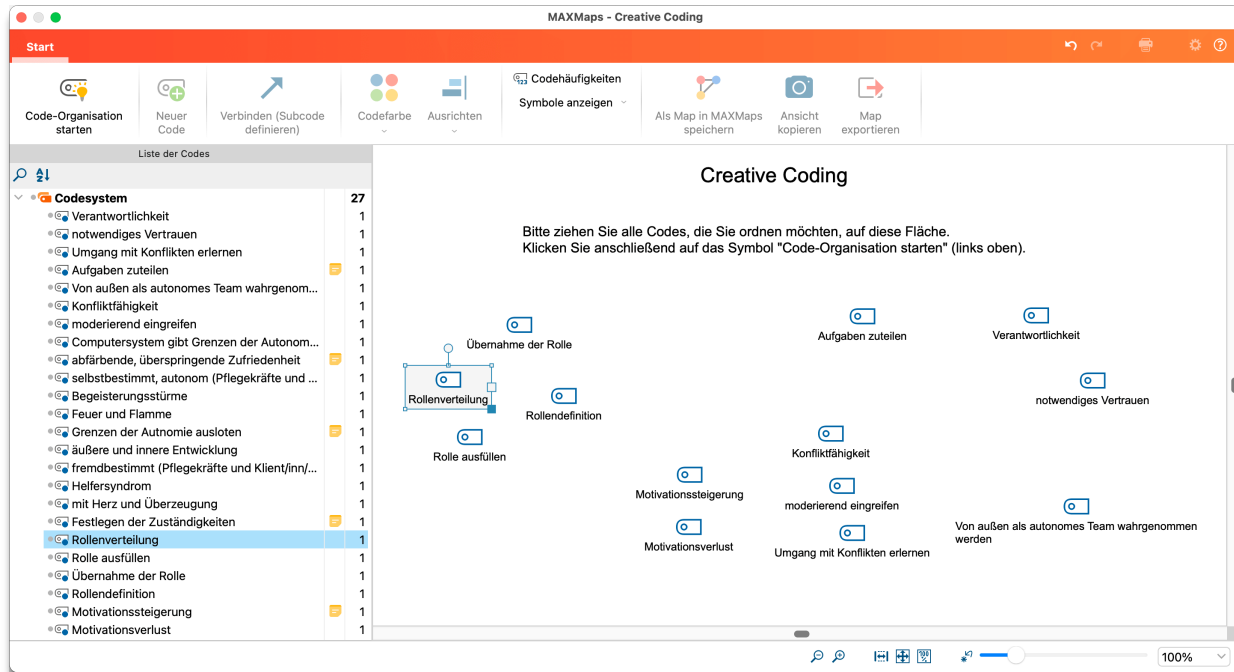 MAXMaps - Creative Coding
Start
Code-Organisation
starten
Neuer
Code
Verbinden (Subcode
definieren)
Codefarbe
Ausrichten
123
Codehäufigkeiten
Symbole anzeigen
Als Map in MAXMaps
speichern
Ansicht
kopieren
Map
exportieren
Liste der Codes
Codesystem 27
Verantwortlichkeit 1
notwendiges Vertrauen 1
Umgang mit Konflikten erlernen 1
Aufgaben zuteilen 1
Von außen als autonomes Team wahrgenom... 1
Konfliktfähigkeit 1
moderierend eingreifen 1
Computersystem gibt Grenzen der Autonom... 1
abfärbende, überspringende Zufriedenheit 1
selbstbestimmt, autonom (Pflegekräfte und ... 1
Begeisterungsstürme 1
Feuer und Flamme 1
Grenzen der Autnomie ausloten 1
äußere und innere Entwicklung 1
fremdbestimmt (Pflegekräfte und Klient/inn/... 1
Helfersyndrom 1
mit Herz und Überzeugung 1
Festlegen der Zuständigkeiten 1
Rollenverteilung 1
Rolle ausfüllen 1
Übernahme der Rolle 1
Rollendefinition 1
Motivationssteigerung 1
Motivationsverlust 1
Creative Coding
Bitte ziehen Sie alle Codes, die Sie ordnen möchten, auf diese Fläche.
Klicken Sie anschließend auf das Symbol "Code-Organisation starten" (links oben).
Übernahme der Rolle
Aufgaben zuteilen
Verantwortlichkeit
Rollenverteilung
Rollendefinition
notwendiges Vertrauen
Rolle ausfüllen
Konfliktfähigkeit
Motivationssteigerung
moderierend eingreifen
Motivationsverlust
Umgang mit Konflikten erlernen
Von außen als autonomes Team wahrgenommen
werden
100%